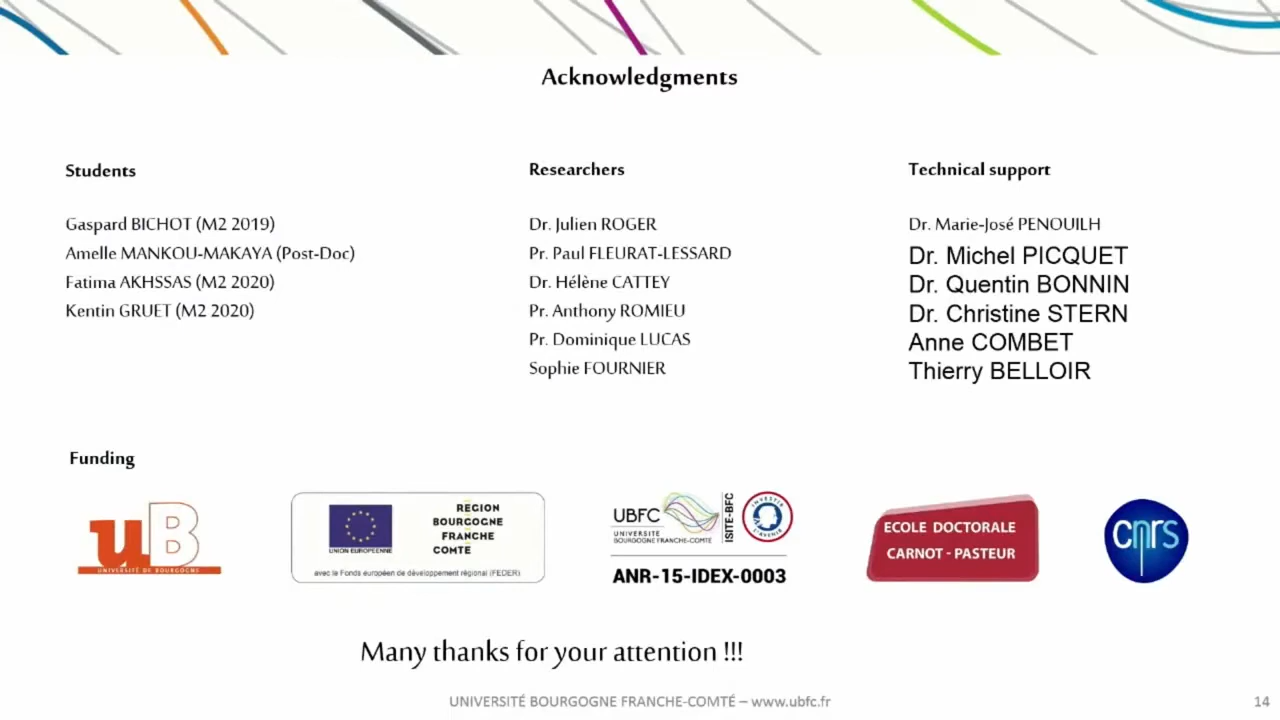 Acknowledgments
Students
Gaspard BICHOT (M2 2019)
Amelle MANKOU-MAKAYA (Post-Doc)
Fatima AKHSSAS (M2 2020)
Kentin GRUET (M2 2020)
Researchers
Dr. Julien ROGER
Pr. Paul FLEURAT-LESSARD
Dr. Hélène CATTEY
Pr. Anthony ROMIEU
Pr. Dominique LUCAS
Sophie FOURNIER
Technical support
Dr. Marie-José PENOUILH
Dr. Michel PICQUET
Dr. Quentin BONNIN
Dr. Christine STERN
Anne COMBET
Thierry BELLOIR
Funding
uB
UNIVERSITÉ DE BOURGOGNE
UNION EUROPEENNE
RÉGION
BOURGOGNE
FRANCHE
COMTÉ
avec le Fonds européen de développement régional (FEDER)
UBFC
UNIVERSITÉ
BOURGOGNE FRANCHE-COMTÉ
ISITE-BFC
INVESTIR
L'AVENIR
ANR-15-IDEX-0003
ECOLE DOCTORALE
CARNOT - PASTEUR
cnrs
Many thanks for your attention !!!
UNIVERSITÉ BOURGOGNE FRANCHE-COMTÉ – www.ubfc.fr
14